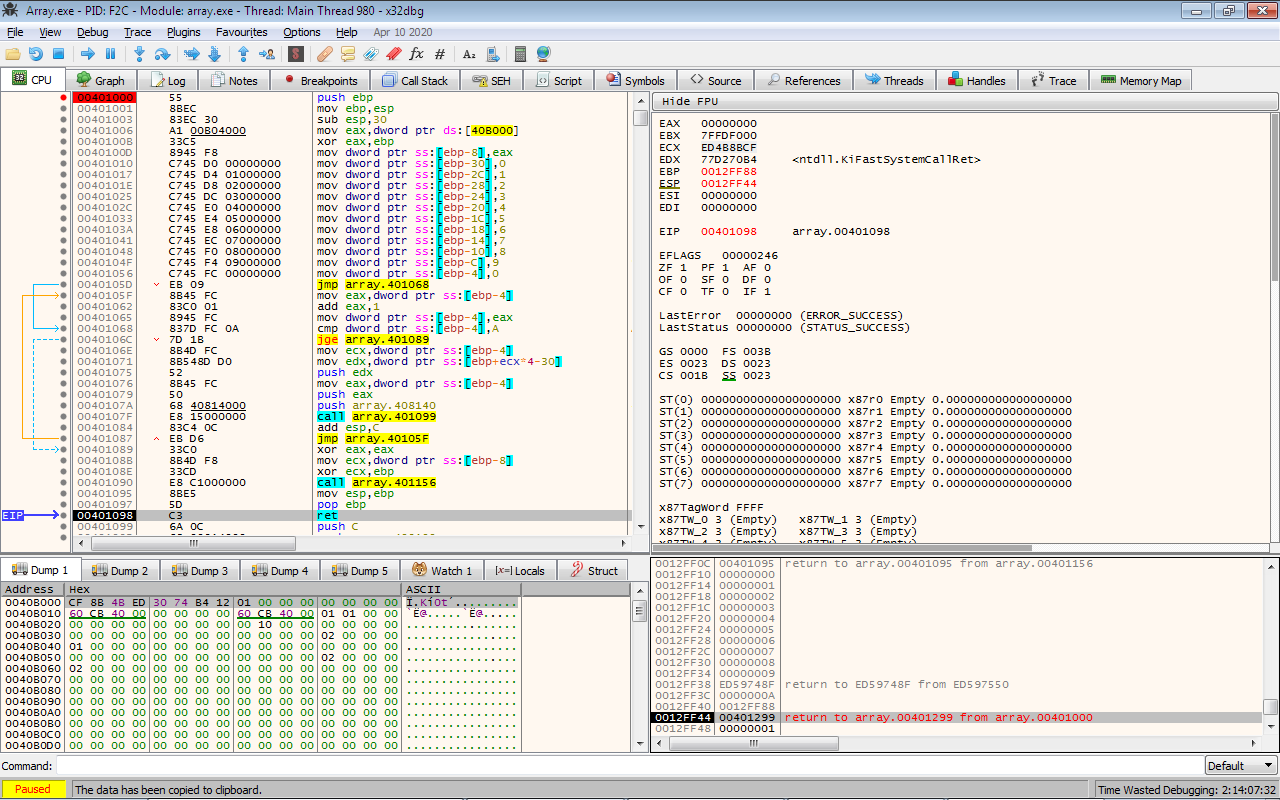 Array.exe - PID: F2C - Module: array.exe - Thread: Main Thread 980 - x32dbg
File View Debug Trace Plugins Favourites Options Help Apr 10 2020
CPU Graph Log Notes Breakpoints Call Stack SEH Script Symbols Source References Threads Handles Trace Memory Map
00401000 55 push ebp
00401001 8BEC mov ebp,esp
00401003 83EC 30 sub esp,30
00401006 A1 00B04000 mov eax,dword ptr ds:[40B000]
0040100B 33C5 xor eax,ebp
0040100D 8945 F8 mov dword ptr ss:[ebp-8],eax
00401010 C745 D0 00000000 mov dword ptr ss:[ebp-30],0
00401017 C745 D4 01000000 mov dword ptr ss:[ebp-2C],1
0040101E C745 D8 02000000 mov dword ptr ss:[ebp-28],2
00401025 C745 DC 03000000 mov dword ptr ss:[ebp-24],3
0040102C C745 E0 04000000 mov dword ptr ss:[ebp-20],4
00401033 C745 E4 05000000 mov dword ptr ss:[ebp-1C],5
0040103A C745 E8 06000000 mov dword ptr ss:[ebp-18],6
00401041 C745 EC 07000000 mov dword ptr ss:[ebp-14],7
00401048 C745 F0 08000000 mov dword ptr ss:[ebp-10],8
0040104F C745 F4 09000000 mov dword ptr ss:[ebp-C],9
00401056 C745 FC 00000000 mov dword ptr ss:[ebp-4],0
0040105D EB 09 jmp array.401068
0040105F 8B45 FC mov eax,dword ptr ss:[ebp-4]
00401062 83C0 01 add eax,1
00401065 8945 FC mov dword ptr ss:[ebp-4],eax
00401068 837D FC 0A cmp dword ptr ss:[ebp-4],A
0040106C 7D 1B jge array.401089
0040106E 8B4D FC mov ecx,dword ptr ss:[ebp-4]
00401071 8B548D D0 mov edx,dword ptr ss:[ebp+ecx*4-30]
00401075 52 push edx
00401076 8B45 FC mov eax,dword ptr ss:[ebp-4]
00401079 50 push eax
0040107A 68 40814000 push array.408140
0040107F E8 15000000 call array.401099
00401084 83C4 0C add esp,C
00401087 EB D6 jmp array.40105F
00401089 33C0 xor eax,eax
0040108B 8B4D F8 mov ecx,dword ptr ss:[ebp-8]
0040108E 33CD xor ecx,ebp
00401090 E8 C1000000 call array.401156
00401095 8BE5 mov esp,ebp
00401097 5D pop ebp
EIP 00401098 C3 ret
00401099 6A 0C push C
Hide FPU
EAX 00000000
EBX 7FFDF000
ECX ED4B8BCF
EDX 77D270B4 <ntdll.KiFastSystemCallRet>
EBP 0012FF88
ESP 0012FF44
ESI 00000000
EDI 00000000
EIP 00401098 array.00401098
EFLAGS 00000246
ZF 1 PF 1 AF 0
OF 0 SF 0 DF 0
CF 0 TF 0 IF 1
LastError 00000000 (ERROR_SUCCESS)
LastStatus 00000000 (STATUS_SUCCESS)
GS 0000 FS 003B
ES 0023 DS 0023
CS 001B SS 0023
ST(0) 00000000000000000000 x87r0 Empty 0.000000000000000000
ST(1) 00000000000000000000 x87r1 Empty 0.000000000000000000
ST(2) 00000000000000000000 x87r2 Empty 0.000000000000000000
ST(3) 00000000000000000000 x87r3 Empty 0.000000000000000000
ST(4) 00000000000000000000 x87r4 Empty 0.000000000000000000
ST(5) 00000000000000000000 x87r5 Empty 0.000000000000000000
ST(6) 00000000000000000000 x87r6 Empty 0.000000000000000000
ST(7) 00000000000000000000 x87r7 Empty 0.000000000000000000
x87TagWord FFFF
x87TW_0 3 (Empty) x87TW_1 3 (Empty)
x87TW_2 3 (Empty) x87TW_3 3 (Empty)
Dump 1 Dump 2 Dump 3 Dump 4 Dump 5 Watch 1 Locals Struct
Address Hex ASCII
0040B000 CF 8B 4B ED 30 74 B4 12 01 00 00 00 00 00 00 00 Ï.Kí0t´.........
0040B010 60 CB 40 00 00 00 00 00 60 CB 40 00 01 01 00 00 `Ë@.....`Ë@.....
0040B020 00 00 00 00 00 00 00 00 00 10 00 00 00 00 00 00 ................
0040B030 00 00 00 00 00 00 00 00 00 00 00 00 02 00 00 00 ................
0040B040 01 00 00 00 00 00 00 00 00 00 00 00 00 00 00 00 ................
0040B050 00 00 00 00 00 00 00 00 00 00 00 00 02 00 00 00 ................
0040B060 02 00 00 00 00 00 00 00 00 00 00 00 00 00 00 00 ................
0040B070 00 00 00 00 00 00 00 00 00 00 00 00 00 00 00 00 ................
0040B080 00 00 00 00 00 00 00 00 00 00 00 00 00 00 00 00 ................
0040B090 00 00 00 00 00 00 00 00 00 00 00 00 00 00 00 00 ................
0040B0A0 00 00 00 00 00 00 00 00 00 00 00 00 00 00 00 00 ................
0040B0B0 00 00 00 00 00 00 00 00 00 00 00 00 00 00 00 00 ................
0040B0C0 00 00 00 00 00 00 00 00 00 00 00 00 00 00 00 00 ................
0040B0D0 00 00 00 00 00 00 00 00 00 00 00 00 00 00 00 00 ................
0012FF0C 00401095 return to array.00401095 from array.00401156
0012FF10 00000000
0012FF14 00000001
0012FF18 00000002
0012FF1C 00000003
0012FF20 00000004
0012FF24 00000005
0012FF28 00000006
0012FF2C 00000007
0012FF30 00000008
0012FF34 00000009
0012FF38 ED59748F return to ED59748F from ED597550
0012FF3C 0000000A
0012FF40 0012FF88
0012FF44 00401299 return to array.00401299 from array.00401000
0012FF48 00000001
Command:
Default
Paused The data has been copied to clipboard. Time Wasted Debugging: 2:14:07:32